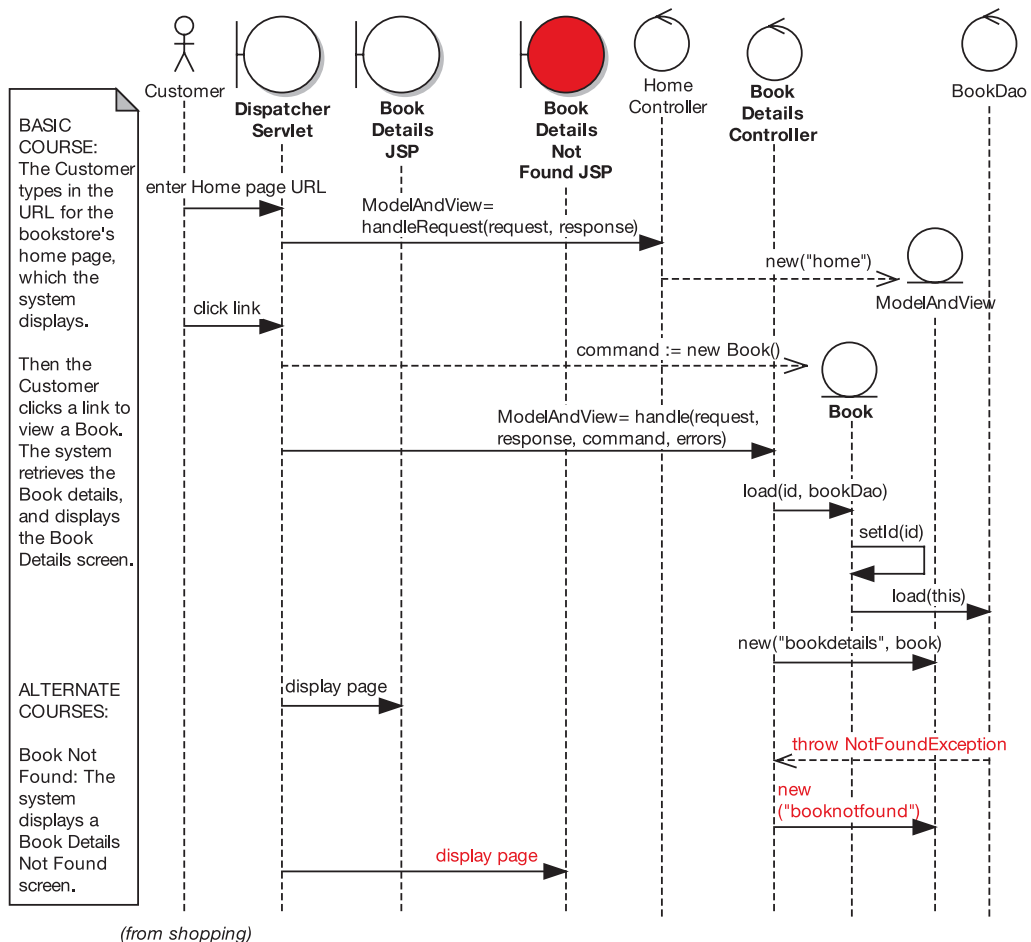 Customer
Dispatcher
Servlet
Book
Details
JSP
Book
Details
Not
Found JSP
Home
Controller
Book
Details
Controller
BookDao
BASIC
COURSE:
The Customer
types in the
URL for the
bookstore's
home page,
which the
system
displays.
Then the
Customer
clicks a link to
view a Book.
The system
retrieves the
Book details,
and displays
the Book
Details screen.
ALTERNATE
COURSES:
Book Not
Found: The
system
displays a
Book Details
Not Found
screen.
enter Home page URL
ModelAndView=
handleRequest(request, response)
new("home")
ModelAndView
click link
command := new Book()
Book
ModelAndView= handle(request,
response, command, errors)
load(id, bookDao)
setId(id)
load(this)
new("bookdetails", book)
display page
throw NotFoundException
new
("booknotfound")
display page
(from shopping)